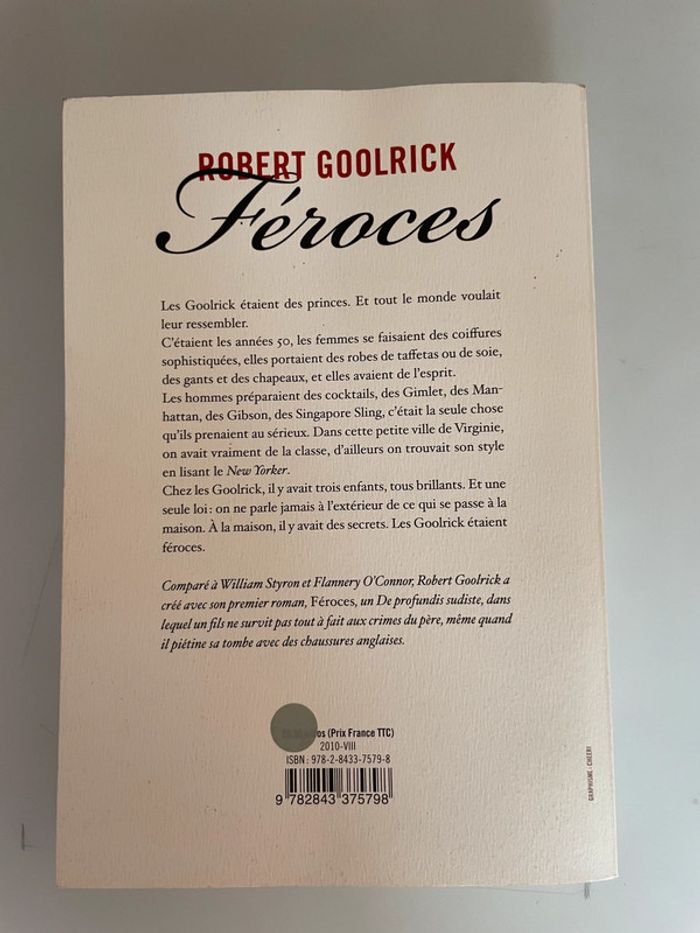 ROBERT GOOLRICK
Féroces
Les Goolrick étaient des princes. Et tout le monde voulait
leur ressembler.
C'étaient les années 50, les femmes se faisaient des coiffures
sophistiquées, elles portaient des robes de taffetas ou de soie,
des gants et des chapeaux, et elles avaient de l'esprit.
Les hommes préparaient des cocktails, des Gimlet, des Man-
hattan, des Gibson, des Singapore Sling, c'était la seule chose
qu'ils prenaient au sérieux. Dans cette petite ville de Virginie,
on avait vraiment de la classe, d'ailleurs on trouvait son style
en lisant le New Yorker.
Chez les Goolrick, il y avait trois enfants, tous brillants. Et une
seule loi : on ne parle jamais à l'extérieur de ce qui se passe à la
maison. À la maison, il y avait des secrets. Les Goolrick étaient
féroces.
Comparé à William Styron et Flannery O'Connor, Robert Goolrick a
créé avec son premier roman, Féroces, un De profundis sudiste, dans
lequel un fils ne survit pas tout à fait aux crimes du père, même quand
il piétine sa tombe avec des chaussures anglaises.
(Prix France TTC)
2010-VIII
ISBN : 978-2-8433-7579-8
9 782843 375798
GRAPHISME : CHEERI